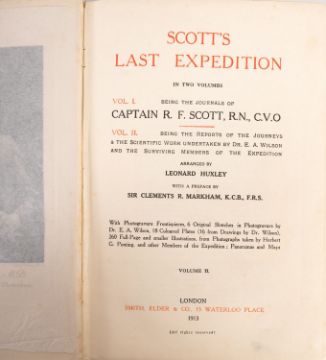 SCOTT'S
LAST EXPEDITION
IN TWO VOLUMES
VOL. I. BEING THE JOURNALS OF
CAPTAIN R. F. SCOTT, R.N., C.V.O
VOL. II. BEING THE REPORTS OF THE JOURNEYS
& THE SCIENTIFIC WORK UNDERTAKEN BY DR. E. A. WILSON
AND THE SURVIVING MEMBERS OF THE EXPEDITION
ARRANGED BY
LEONARD HUXLEY
WITH A PREFACE BY
SIR CLEMENTS R. MARKHAM, K.C.B., F.R.S.
With Photogravure Frontispieces, 6 Original Sketches in Photogravure by
Dr. E. A. Wilson, 18 Coloured Plates (16 from Drawings by Dr. Wilson),
260 Full-Page and smaller Illustrations, from Photographs taken by Herbert
G. Ponting, and other Members of the Expedition; Panoramas and Maps
VOLUME II.
LONDON
SMITH, ELDER & CO., 15 WATERLOO PLACE
1913
[All rights reserved]